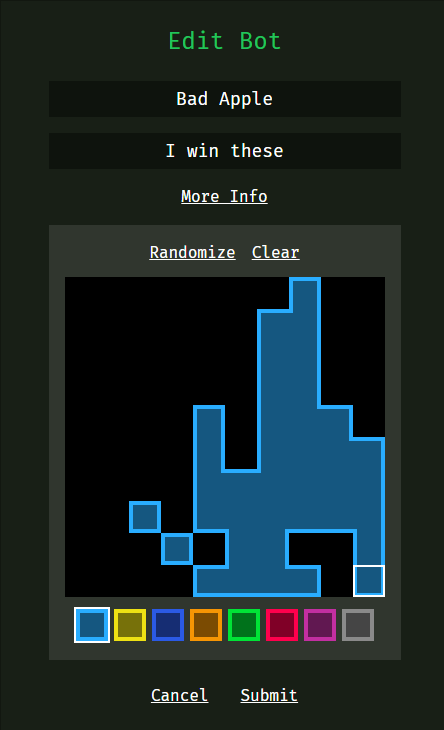 Edit Bot
Bad Apple
I win these
More Info
Randomize Clear
Cancel Submit